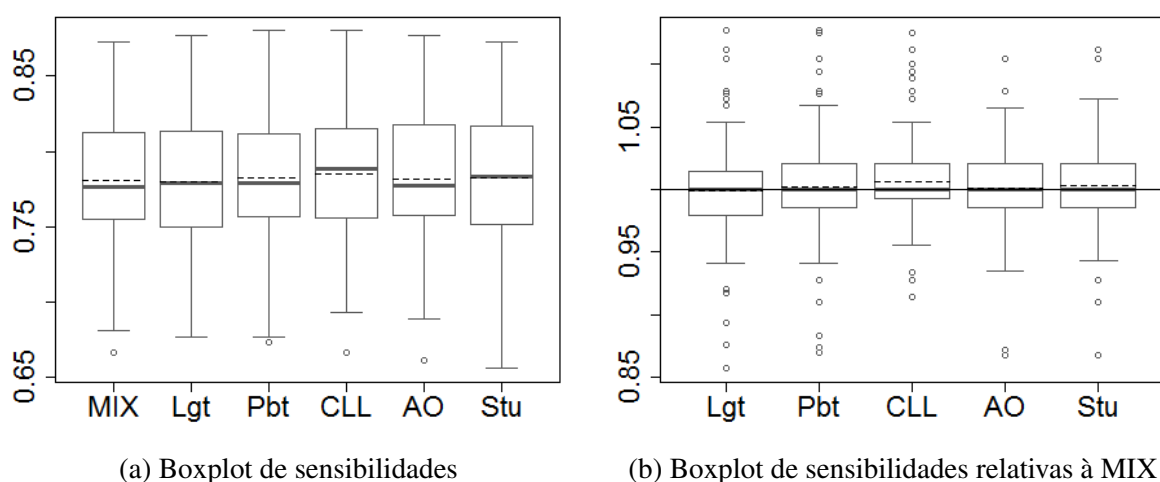 0.85
0.75
0.65
MIX Lgt Pbt CLL AO Stu
(a) Boxplot de sensibilidades
1.05
0.95
0.85
Lgt Pbt CLL AO Stu
(b) Boxplot de sensibilidades relativas à MIX